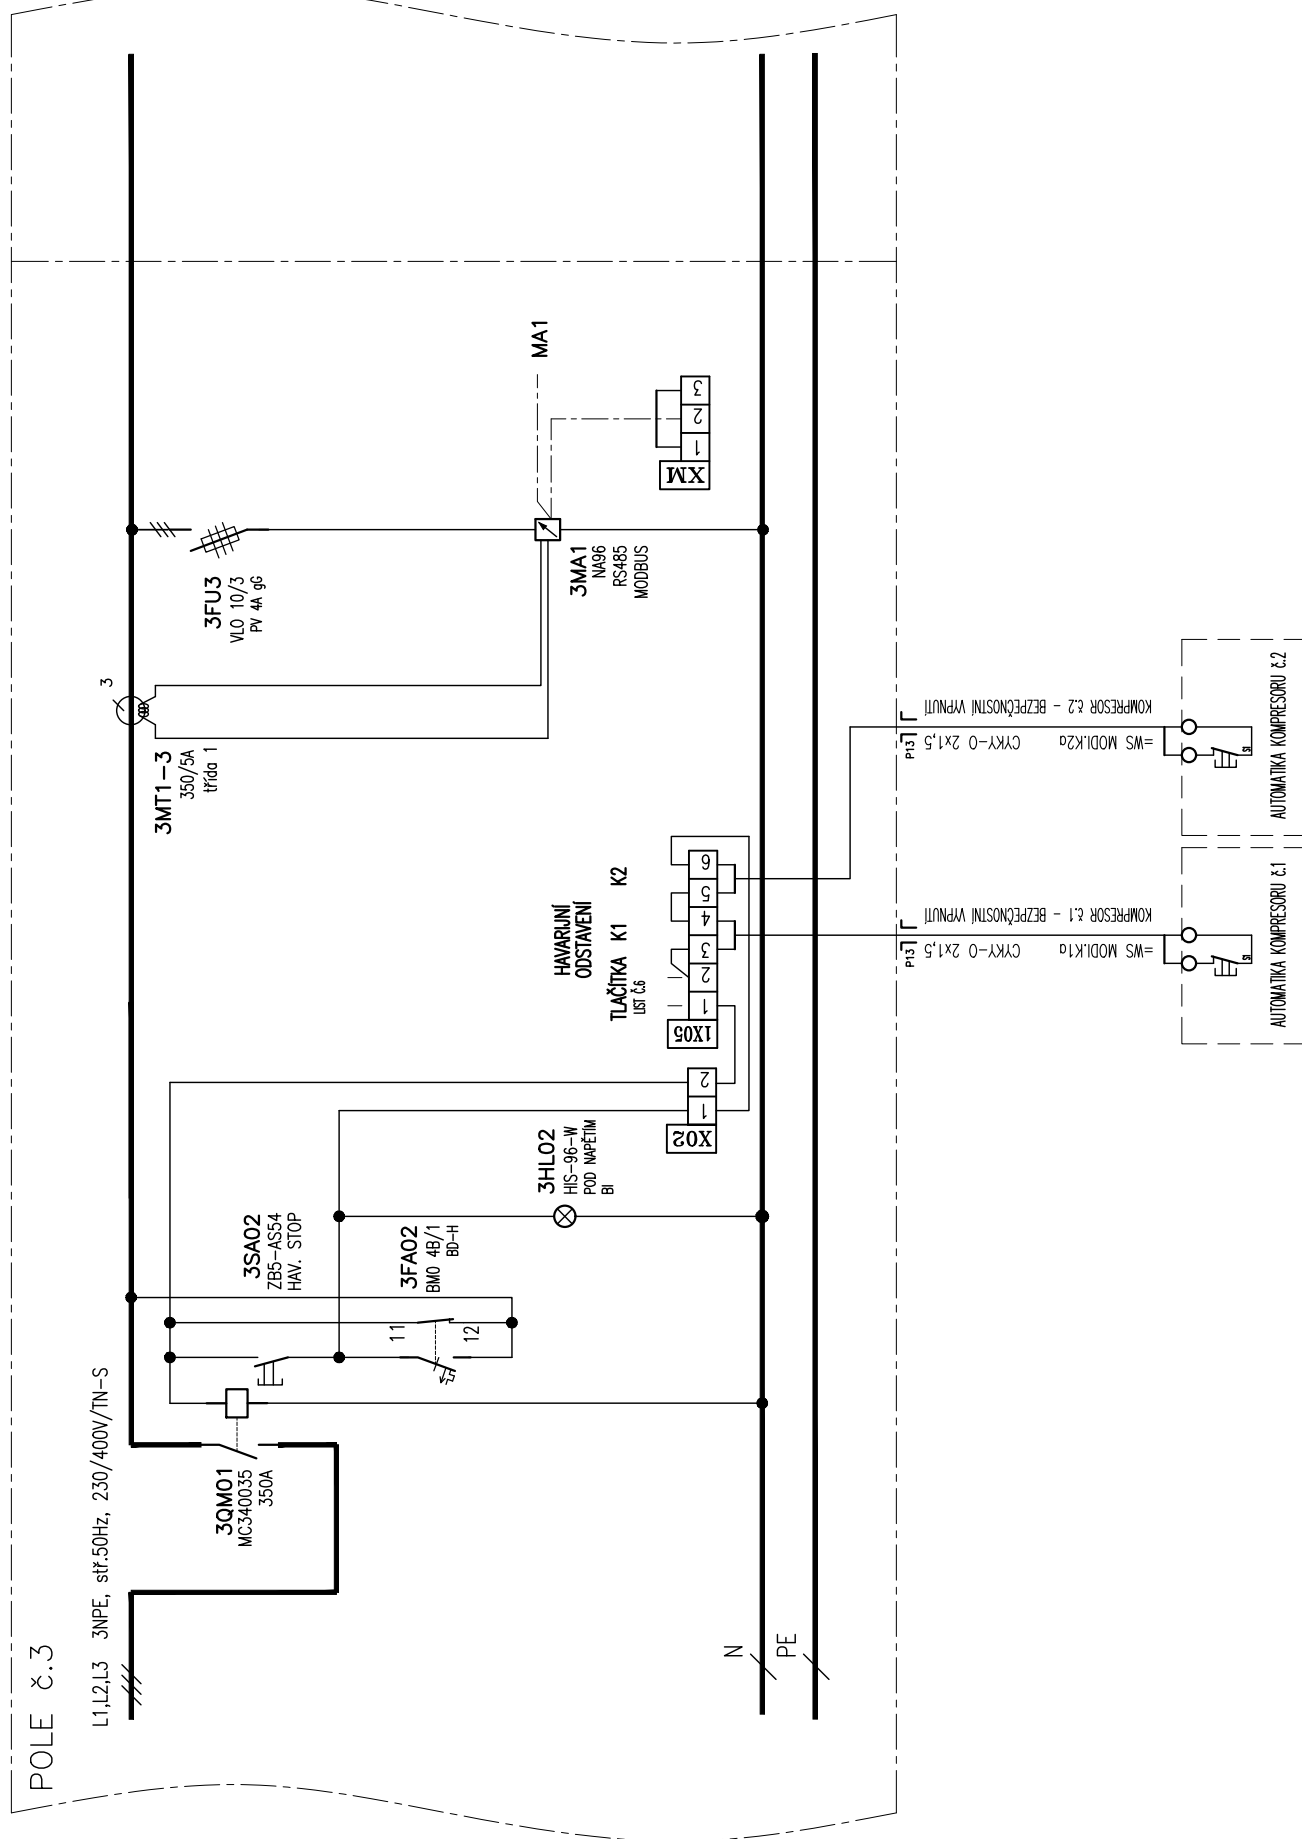 POLE č.3
L1,L2,L3 3NPE, stř.50Hz, 230/400V/TN-S
3QM01
MC340035
350A
3SA02
ZB5-AS54
HAV. STOP
3FA02
BM0 4B/1
BD-H
11
12
3HL02
HIS-96-W
POD NAPĚTÍM
BI
X02
1
2
HAVARIJNÍ
ODSTAVENÍ
TLAČÍTKA K1 K2
LIST Č.6
1X05
1
2
3
4
5
6
3MT1-3
350/5A
třída 1
3
3FU3
VLO 10/3
PV 4A gG
3MA1
NA96
RS485
MODBUS
MA1
XM
1
2
3
N
PE
P13
=WS MODI.K1a CYKY-O 2x1,5
KOMPRESOR č.1 - BEZPEČNOSTNÍ VYPNUTÍ
S1
AUTOMATIKA KOMPRESORU č.1
P13
=WS MODI.K2a CYKY-O 2x1,5
KOMPRESOR č.2 - BEZPEČNOSTNÍ VYPNUTÍ
S1
AUTOMATIKA KOMPRESORU č.2